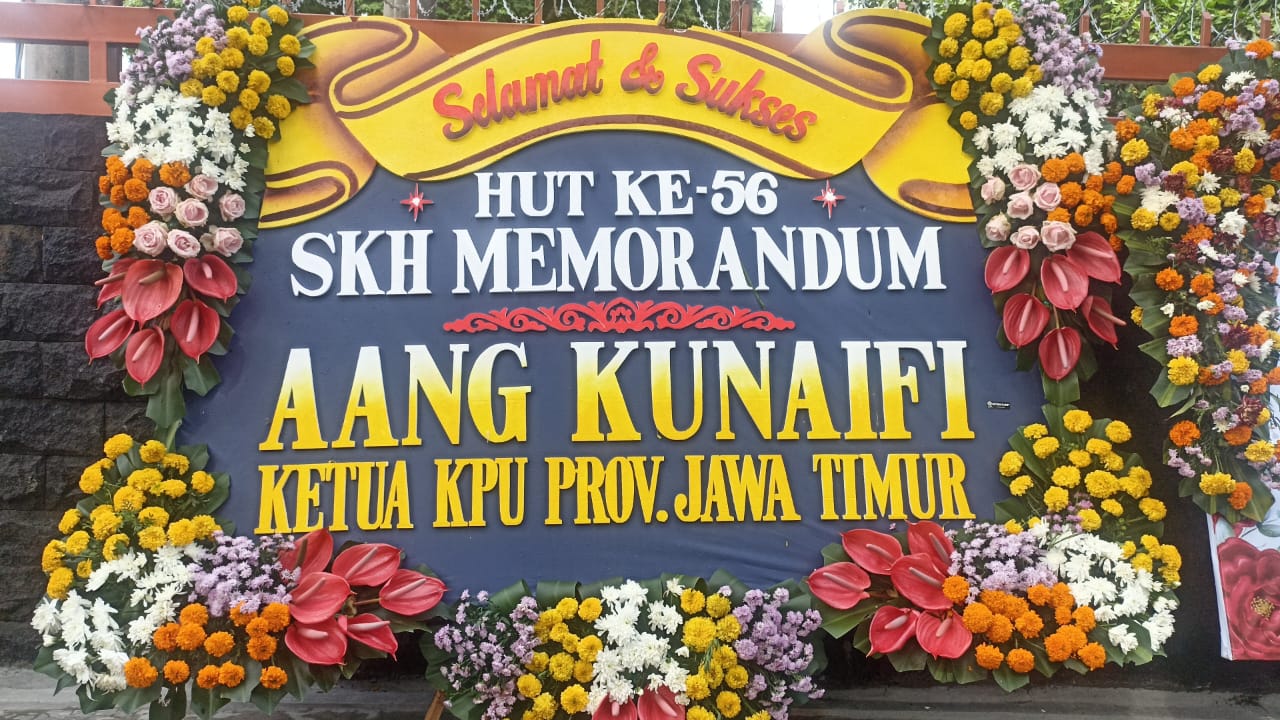 Selamat & Sukses
HUT KE-56
SKH MEMORANDUM
AANG KUNAIFI
KETUA KPU PROV. JAWA TIMUR